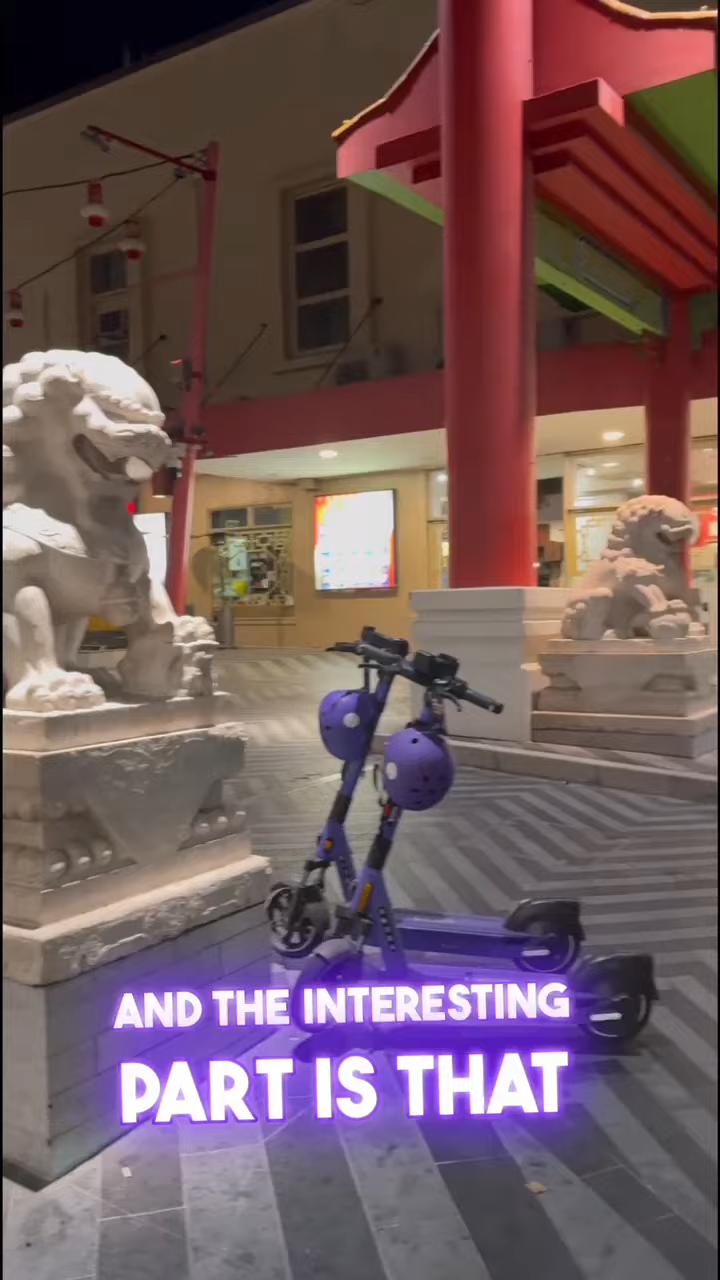 AND THE INTERESTING
PART IS THAT